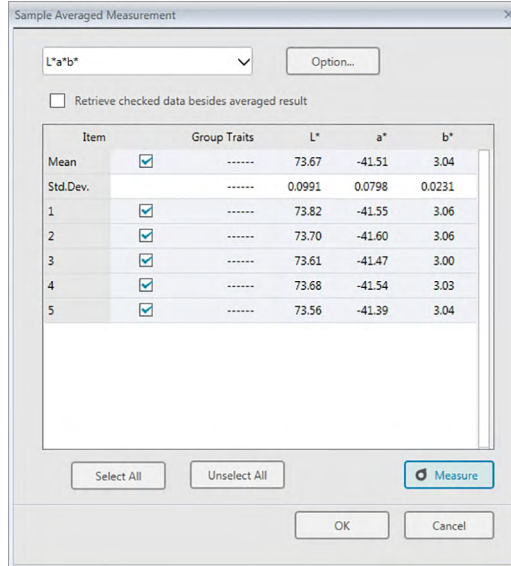 Sample Averaged Measurement
L*a*b*
Option...
Retrieve checked data besides averaged result
Item Group Traits L* a* b*
Mean ------ 73.67 -41.51 3.04
Std.Dev. ------ 0.0991 0.0798 0.0231
1 ------ 73.82 -41.55 3.06
2 ------ 73.70 -41.60 3.06
3 ------ 73.61 -41.47 3.00
4 ------ 73.68 -41.54 3.03
5 ------ 73.56 -41.39 3.04
Select All Unselect All Measure
OK Cancel